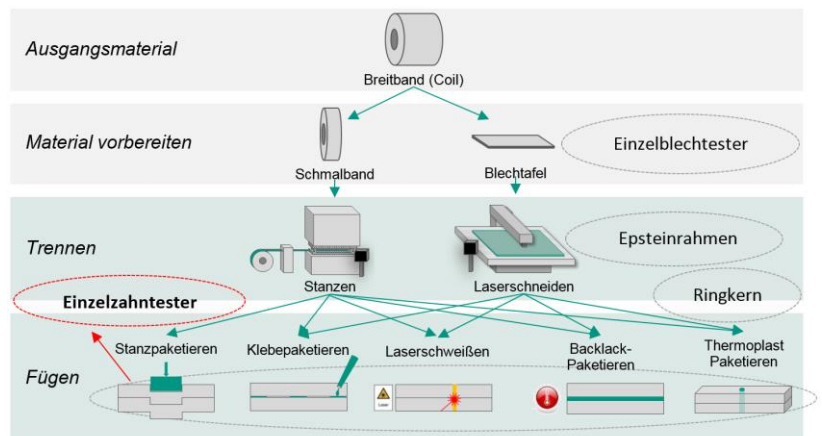 Ausgangsmaterial
Breitband (Coil)
Material vorbereiten
Einzelblechtester
Schmalband
Blechtafel
Trennen
Epsteinrahmen
Stanzen
Laserschneiden
Einzelzahntester
Ringkern
Stanzpaketieren
Klebepaketieren
Laserschweißen
Backlack-
Paketieren
Thermoplast
Paketieren
Fügen
Laser